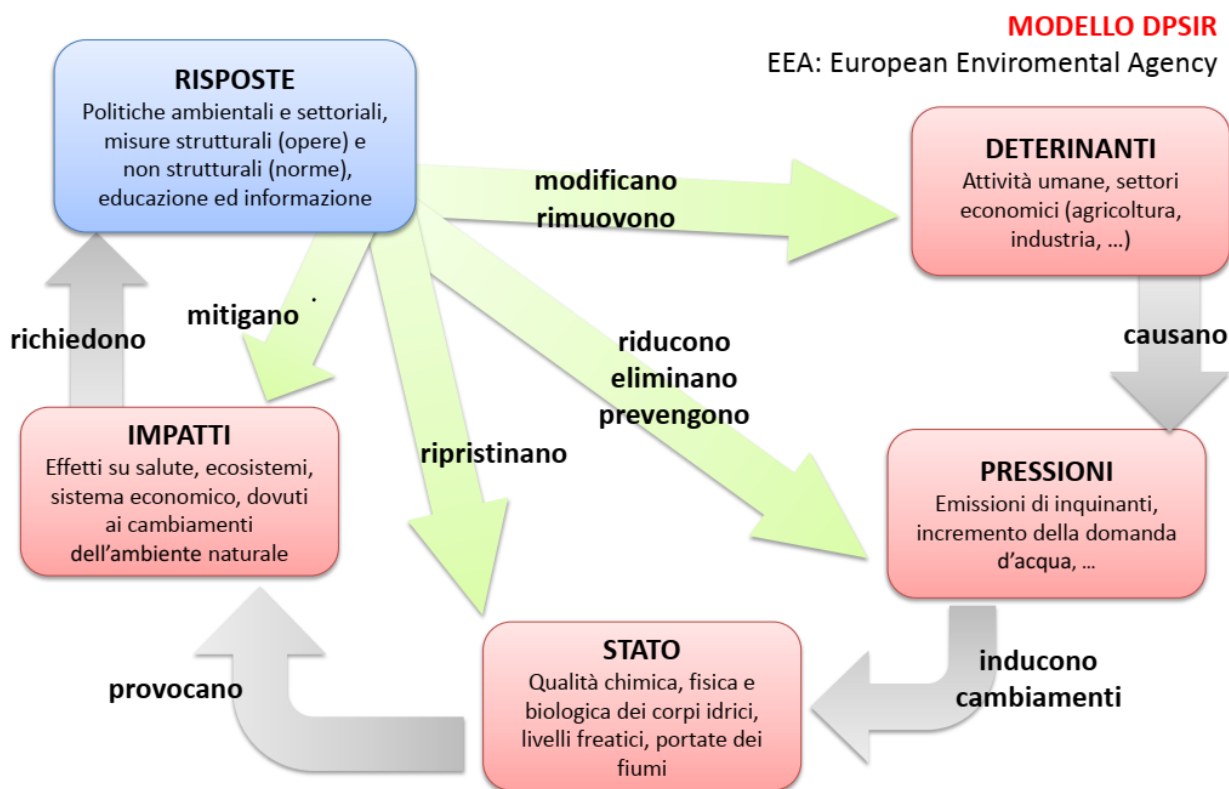 MODELLO DPSIR
EEA: European Enviromental Agency
RISPOSTE
Politiche ambientali e settoriali,
misure strutturali (opere) e
non strutturali (norme),
educazione ed informazione
modificano
rimuovono
DETERINANTI
Attività umane, settori
economici (agricoltura,
industria, ...)
richiedono
mitigano
riducono
eliminano
prevengono
causano
IMPATTI
Effetti su salute, ecosistemi,
sistema economico, dovuti
ai cambiamenti
dell'ambiente naturale
ripristinano
PRESSIONI
Emissioni di inquinanti,
incremento della domanda
d'acqua, ...
provocano
STATO
Qualità chimica, fisica e
biologica dei corpi idrici,
livelli freatici, portate dei
fiumi
inducono
cambiamenti